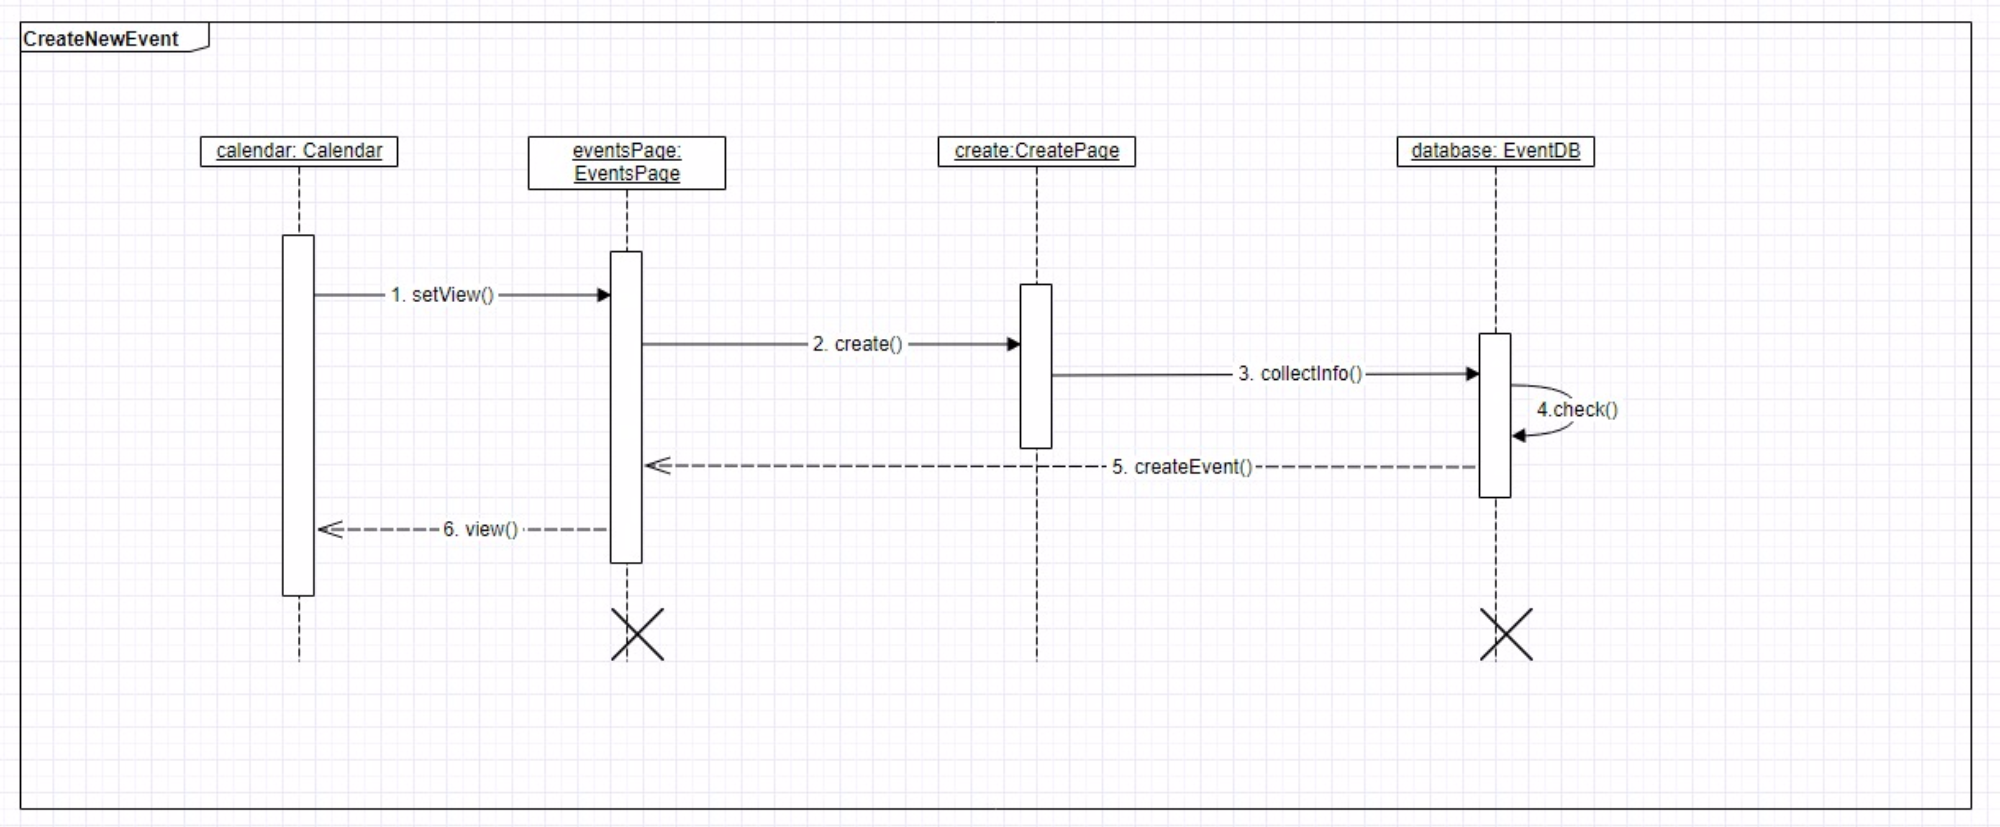 CreateNewEvent
calendar: Calendar
eventsPage:
EventsPage
create:CreatePage
database: EventDB
1. setView()
2. create()
3. collectInfo()
4.check()
5. createEvent()
6. view()